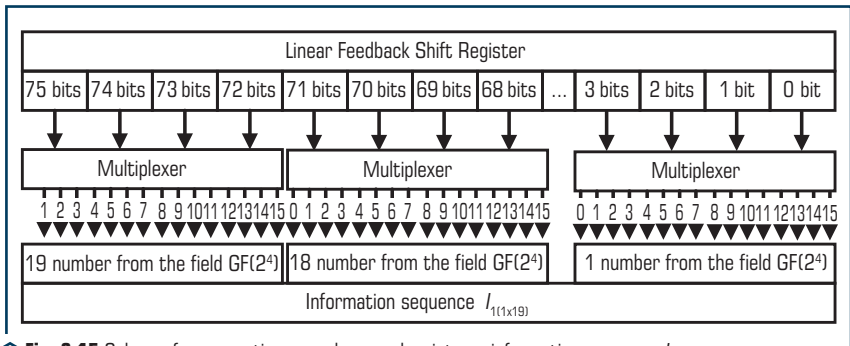 Linear Feedback Shift Register
75 bits 74 bits 73 bits 72 bits 71 bits 70 bits 69 bits 68 bits ... 3 bits 2 bits 1 bit 0 bit
Multiplexer Multiplexer Multiplexer
1 2 3 4 5 6 7 8 9 10 11 12 13 14 15 0 1 2 3 4 5 6 7 8 9 10 11 12 13 14 15 0 1 2 3 4 5 6 7 8 9 10 11 12 13 14 15
19 number from the field GF(2⁴) 18 number from the field GF(2⁴) 1 number from the field GF(2⁴)
Information sequence I₁₍₁ₓ₁₉₎